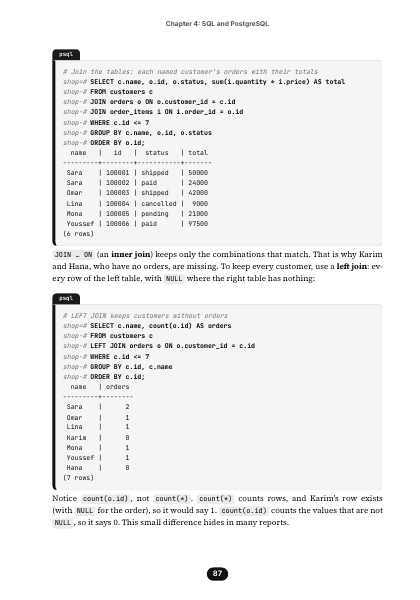 Chapter 4: SQL and PostgreSQL
psql
# Join the tables: each named customer's orders with their totals
shop=# SELECT c.name, o.id, o.status, sum(i.quantity * i.price) AS total
shop-# FROM customers c
shop-# JOIN orders o ON o.customer_id = c.id
shop-# JOIN order_items i ON i.order_id = o.id
shop-# WHERE c.id <= 7
shop-# GROUP BY c.name, o.id, o.status
shop-# ORDER BY o.id;
  name   |   id   |  status   | total
---------+--------+-----------+-------
 Sara    | 100001 | shipped   | 50000
 Sara    | 100002 | paid      | 24000
 Omar    | 100003 | shipped   | 42000
 Lina    | 100004 | cancelled |  9000
 Mona    | 100005 | pending   | 21000
 Youssef | 100006 | paid      | 97500
(6 rows)
JOIN … ON (an inner join) keeps only the combinations that match. That is why Karim
and Hana, who have no orders, are missing. To keep every customer, use a left join: ev-
ery row of the left table, with NULL where the right table has nothing:
psql
# LEFT JOIN keeps customers without orders
shop=# SELECT c.name, count(o.id) AS orders
shop-# FROM customers c
shop-# LEFT JOIN orders o ON o.customer_id = c.id
shop-# WHERE c.id <= 7
shop-# GROUP BY c.id, c.name
shop-# ORDER BY c.id;
  name   | orders
---------+--------
 Sara    |      2
 Omar    |      1
 Lina    |      1
 Karim   |      0
 Mona    |      1
 Youssef |      1
 Hana    |      0
(7 rows)
Notice count(o.id), not count(*). count(*) counts rows, and Karim's row exists
(with NULL for the order), so it would say 1. count(o.id) counts the values that are not
NULL, so it says 0. This small difference hides in many reports.
87